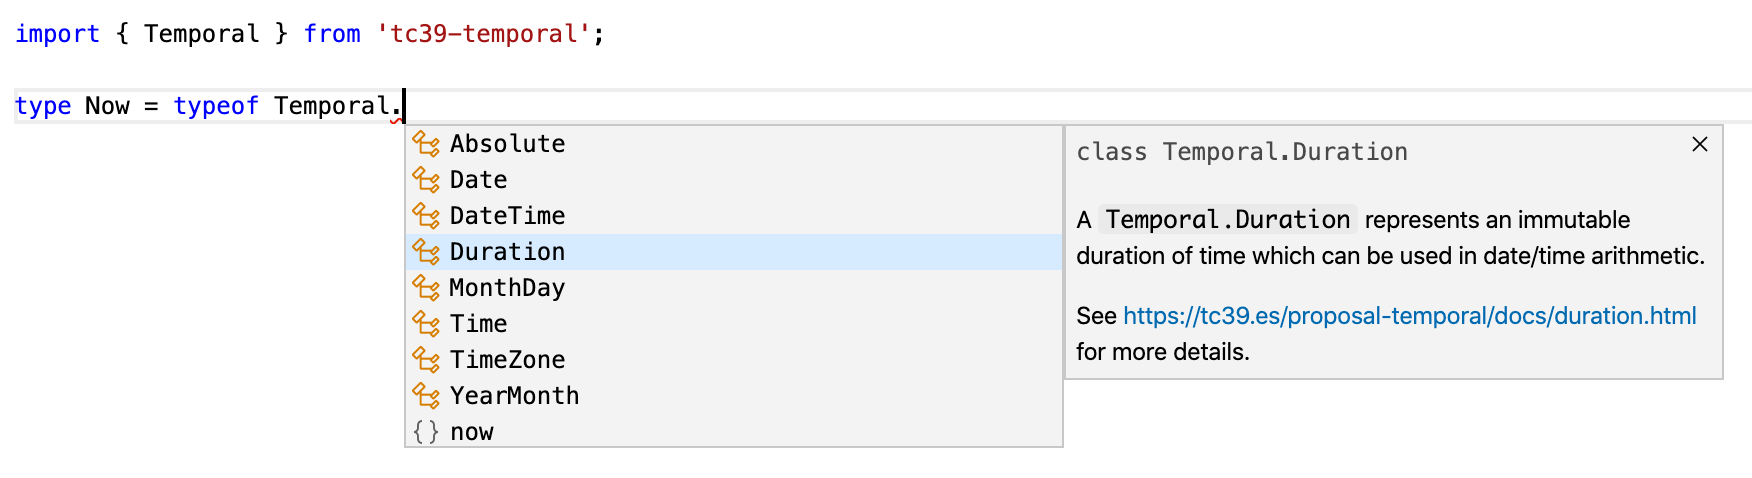 import { Temporal } from 'tc39-temporal';
type Now = typeof Temporal.
Absolute
Date
DateTime
Duration
MonthDay
Time
TimeZone
YearMonth
{} now
class Temporal.Duration
A Temporal.Duration represents an immutable
duration of time which can be used in date/time arithmetic.
See https://tc39.es/proposal-temporal/docs/duration.html
for more details.